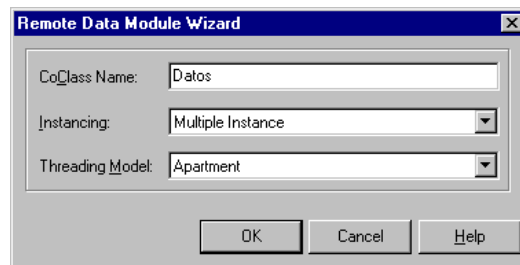 Remote Data Module Wizard
CoClass Name: Datos
Instancing: Multiple Instance
Threading Model: Apartment
OK Cancel Help